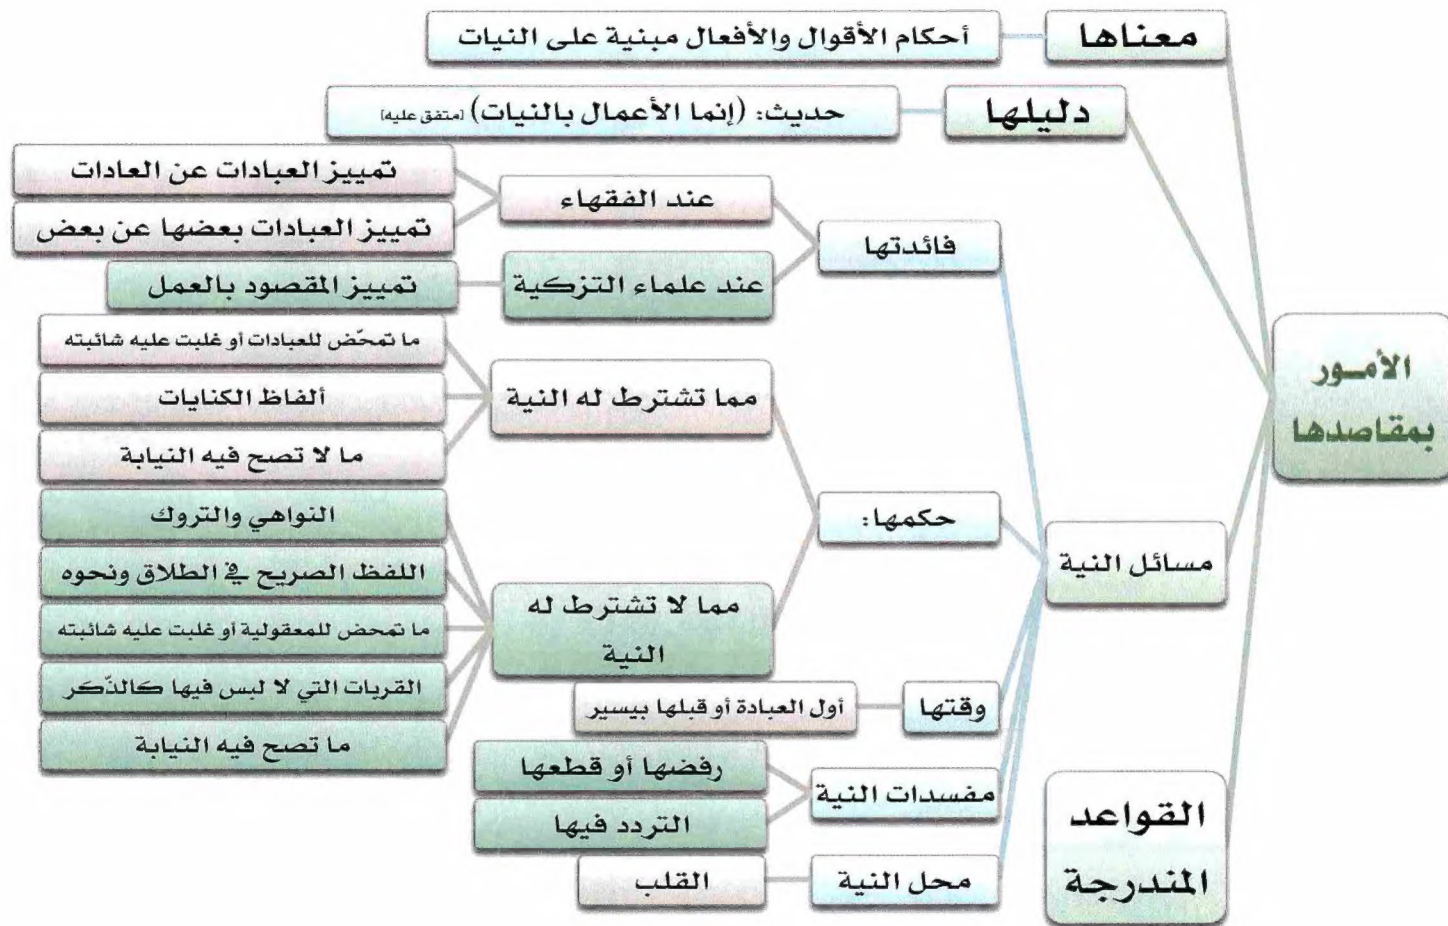 الأمور
بمقاصدها
معناها
أحكام الأقوال والأفعال مبنية على النيات
دليلها
حديث: (إنما الأعمال بالنيات) [متفق عليه]
مسائل النية
فائدتها
عند الفقهاء
تمييز العبادات عن العادات
تمييز العبادات بعضها عن بعض
عند علماء التزكية
تمييز المقصود بالعمل
حكمها:
مما تشترط له النية
ما تمحّض للعبادات أو غلبت عليه شائبته
ألفاظ الكنايات
ما لا تصح فيه النيابة
مما لا تشترط له
النية
النواهي والتروك
اللفظ الصريح في الطلاق ونحوه
ما تمحض للمعقولية أو غلبت عليه شائبته
القربات التي لا لبس فيها كالذّكر
ما تصح فيه النيابة
وقتها
أول العبادة أو قبلها بيسير
مفسدات النية
رفضها أو قطعها
التردد فيها
محل النية
القلب
القواعد
المندرجة